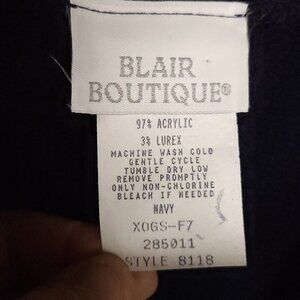 BLAIR
BOUTIQUE®
97% ACRYLIC
3% LUREX
MACHINE WASH COLD
GENTLE CYCLE
TUMBLE DRY LOW
REMOVE PROMPTLY
ONLY NON-CHLORINE
BLEACH IF NEEDED
NAVY
XOGS-F7
285011
STYLE 8118